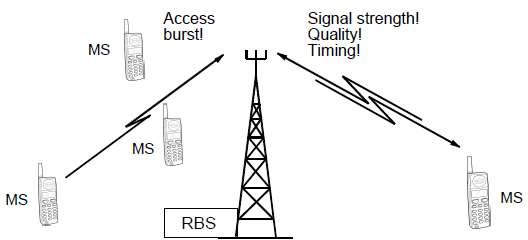 Access
burst!
Signal strength!
Quality!
Timing!
MS
MS
MS
MS
RBS